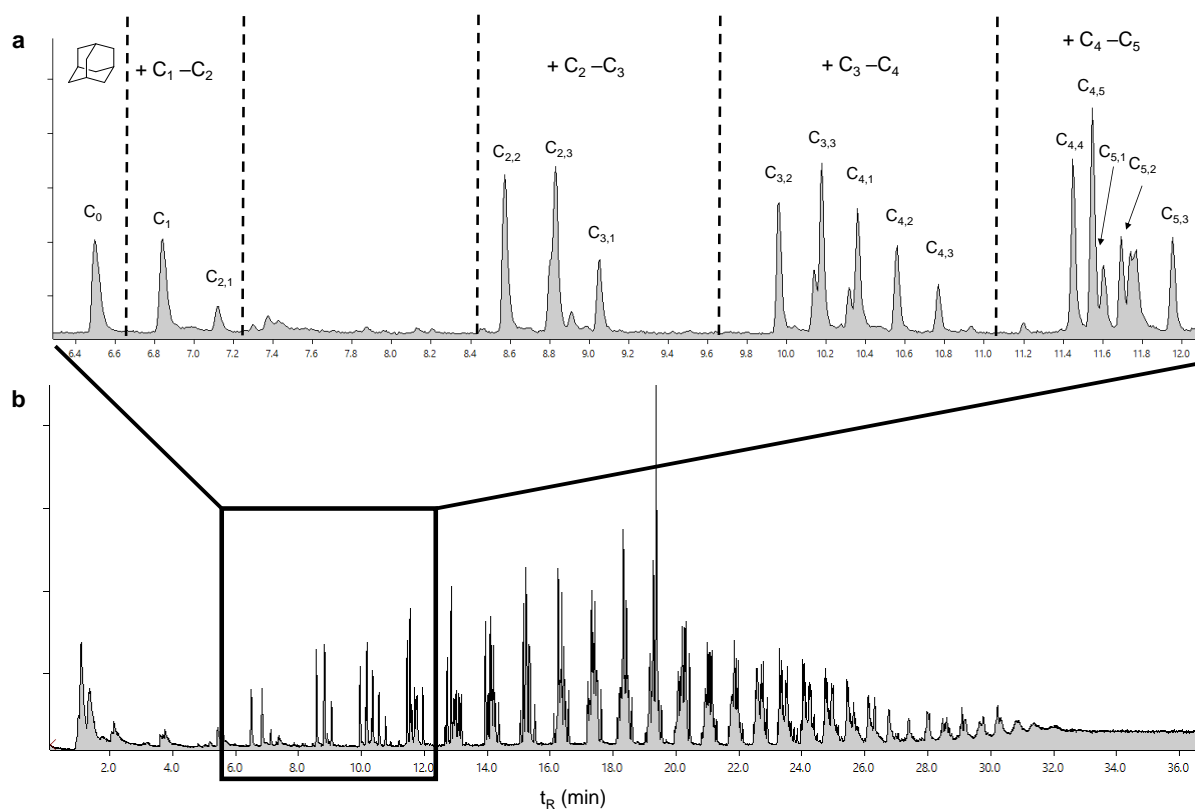 a
+ C1 –C2
+ C2 –C3
+ C3 –C4
+ C4 –C5
C0
C1
C2,1
C2,2
C2,3
C3,1
C3,2
C3,3
C4,1
C4,2
C4,3
C4,4
C4,5
C5,1
C5,2
C5,3
6.4 6.6 6.8 7.0 7.2 7.4 7.6 7.8 8.0 8.2 8.4 8.6 8.8 9.0 9.2 9.4 9.6 9.8 10.0 10.2 10.4 10.6 10.8 11.0 11.2 11.4 11.6 11.8 12.0
b
2.0 4.0 6.0 8.0 10.0 12.0 14.0 16.0 18.0 20.0 22.0 24.0 26.0 28.0 30.0 32.0 34.0 36.0
tR (min)